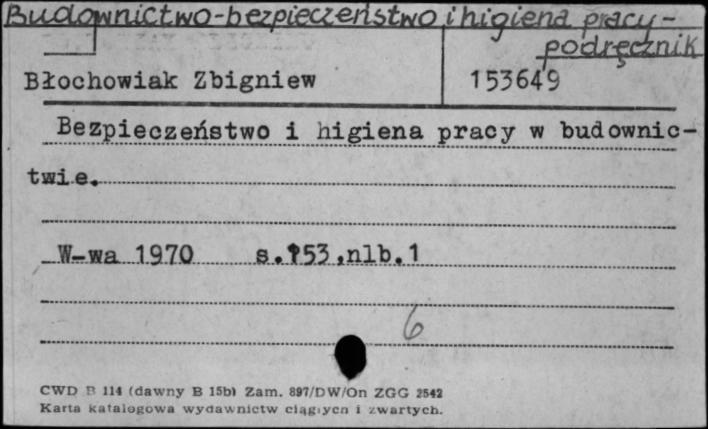 Budownictwo-bezpieczeństwo i higiena pracy-
podręcznik
Błochowiak Zbigniew 153649
Bezpieczeństwo i higiena pracy w budownic-
twie.
W-wa 1970 s.153,nlb.1
6
CWD B 114 (dawny B 15b) Zam. 897/DW/On ZGG 2542
Karta katalogowa wydawnictw ciągłych i zwartych.